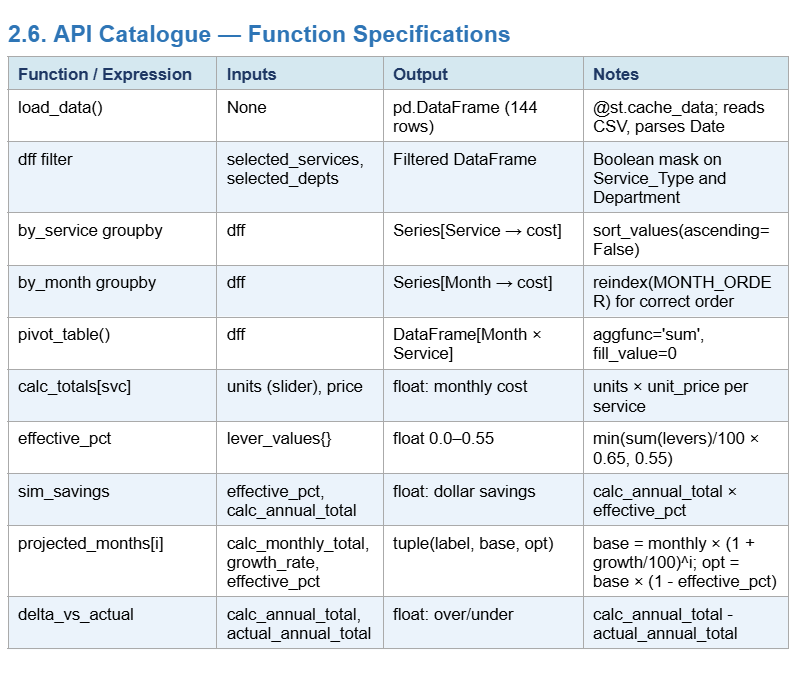 2.6. API Catalogue — Function Specifications
Function / Expression Inputs Output Notes
load_data() None pd.DataFrame (144 @st.cache_data; reads
rows) CSV, parses Date
dff filter selected_services, Filtered DataFrame Boolean mask on
selected_depts Service_Type and
Department
by_service groupby dff Series[Service → cost] sort_values(ascending=
False)
by_month groupby dff Series[Month → cost] reindex(MONTH_ORDE
R) for correct order
pivot_table() dff DataFrame[Month × aggfunc='sum',
Service] fill_value=0
calc_totals[svc] units (slider), price float: monthly cost units × unit_price per
service
effective_pct lever_values{} float 0.0–0.55 min(sum(levers)/100 ×
0.65, 0.55)
sim_savings effective_pct, float: dollar savings calc_annual_total ×
calc_annual_total effective_pct
projected_months[i] calc_monthly_total, tuple(label, base, opt) base = monthly × (1 +
growth_rate, growth/100)^i; opt =
effective_pct base × (1 - effective_pct)
delta_vs_actual calc_annual_total, float: over/under calc_annual_total -
actual_annual_total actual_annual_total